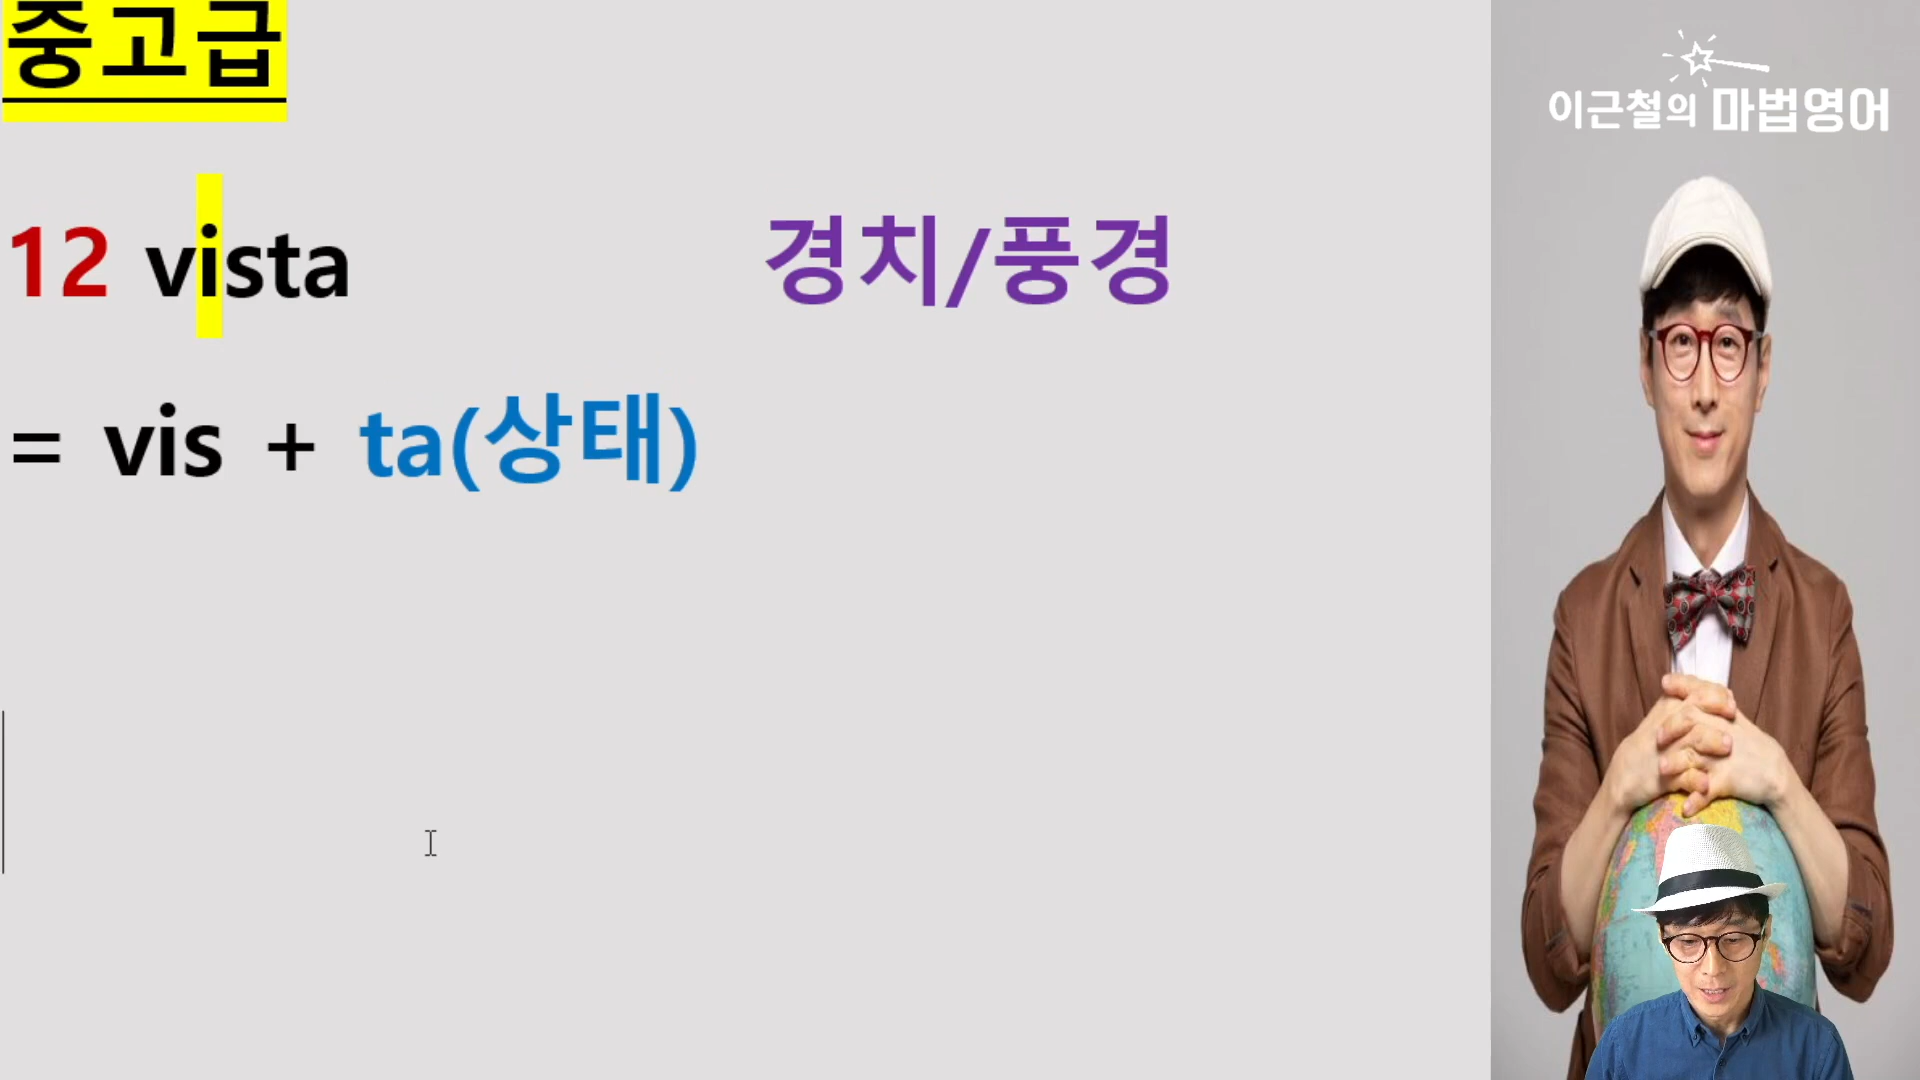 중고급
12 vista 경치/풍경
= vis + ta(상태)
이근철의 마법영어